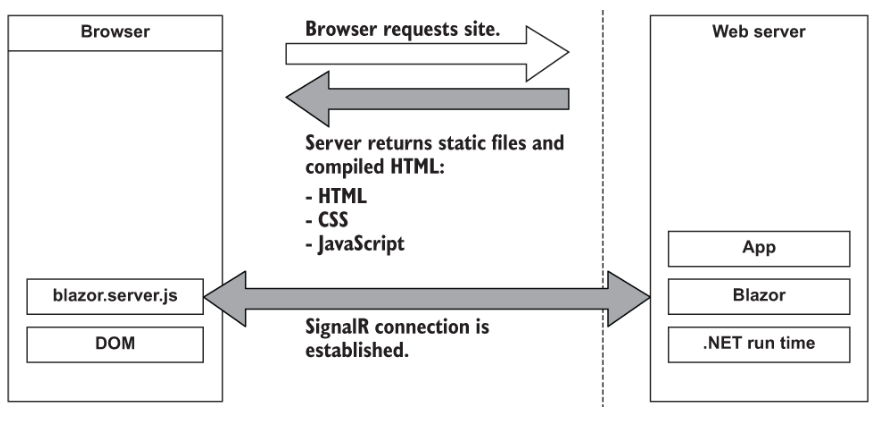 Browser
Browser requests site.
Web server
Server returns static files and
compiled HTML:
- HTML
- CSS
- JavaScript
App
blazor.server.js
Blazor
SignalR connection is
established.
DOM
.NET run time